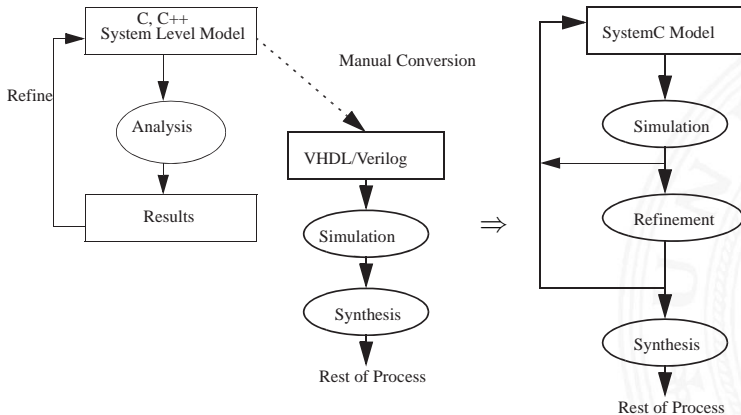 C, C++
System Level Model
Refine
Analysis
Results
Manual Conversion
VHDL/Verilog
Simulation
Synthesis
Rest of Process
⇒
SystemC Model
Simulation
Refinement
Synthesis
Rest of Process